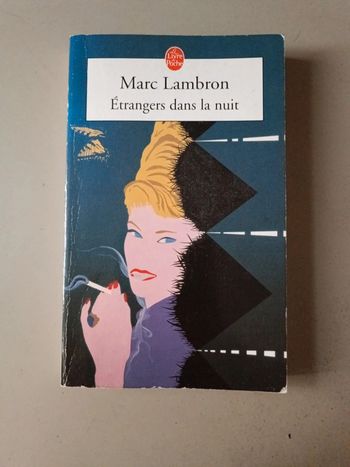 Le Livre
de
Poche
Marc Lambron
Étrangers dans la nuit